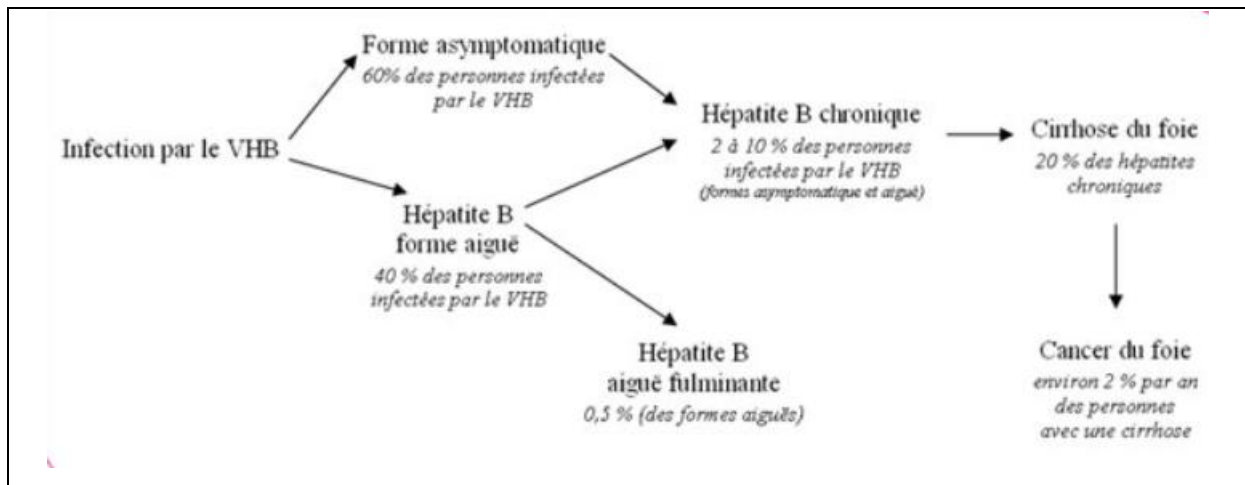 Forme asymptomatique
60% des personnes infectées
par le VHB
Infection par le VHB
Hépatite B
forme aiguë
40 % des personnes
infectées par le VHB
Hépatite B chronique
2 à 10 % des personnes
infectées par le VHB
(formes asymptomatique et aiguë)
Hépatite B
aiguë fulminante
0,5 % (des formes aiguës)
Cirrhose du foie
20 % des hépatites
chroniques
Cancer du foie
environ 2 % par an
des personnes
avec une cirrhose